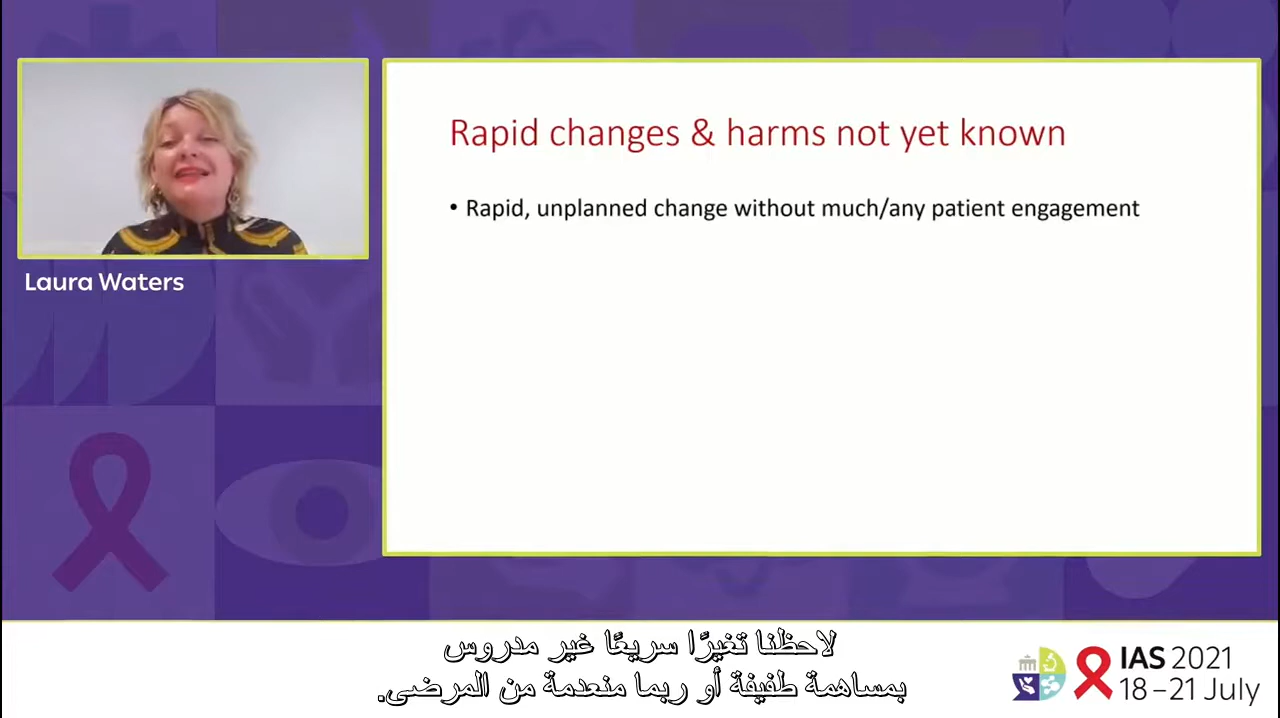 Rapid changes & harms not yet known
• Rapid, unplanned change without much/any patient engagement
Laura Waters
لاحظنا تغيرًا سريعًا غير مدروس
بمساهمة طفيفة أو ربما منعدمة من المرضى.
IAS 2021
18–21 July